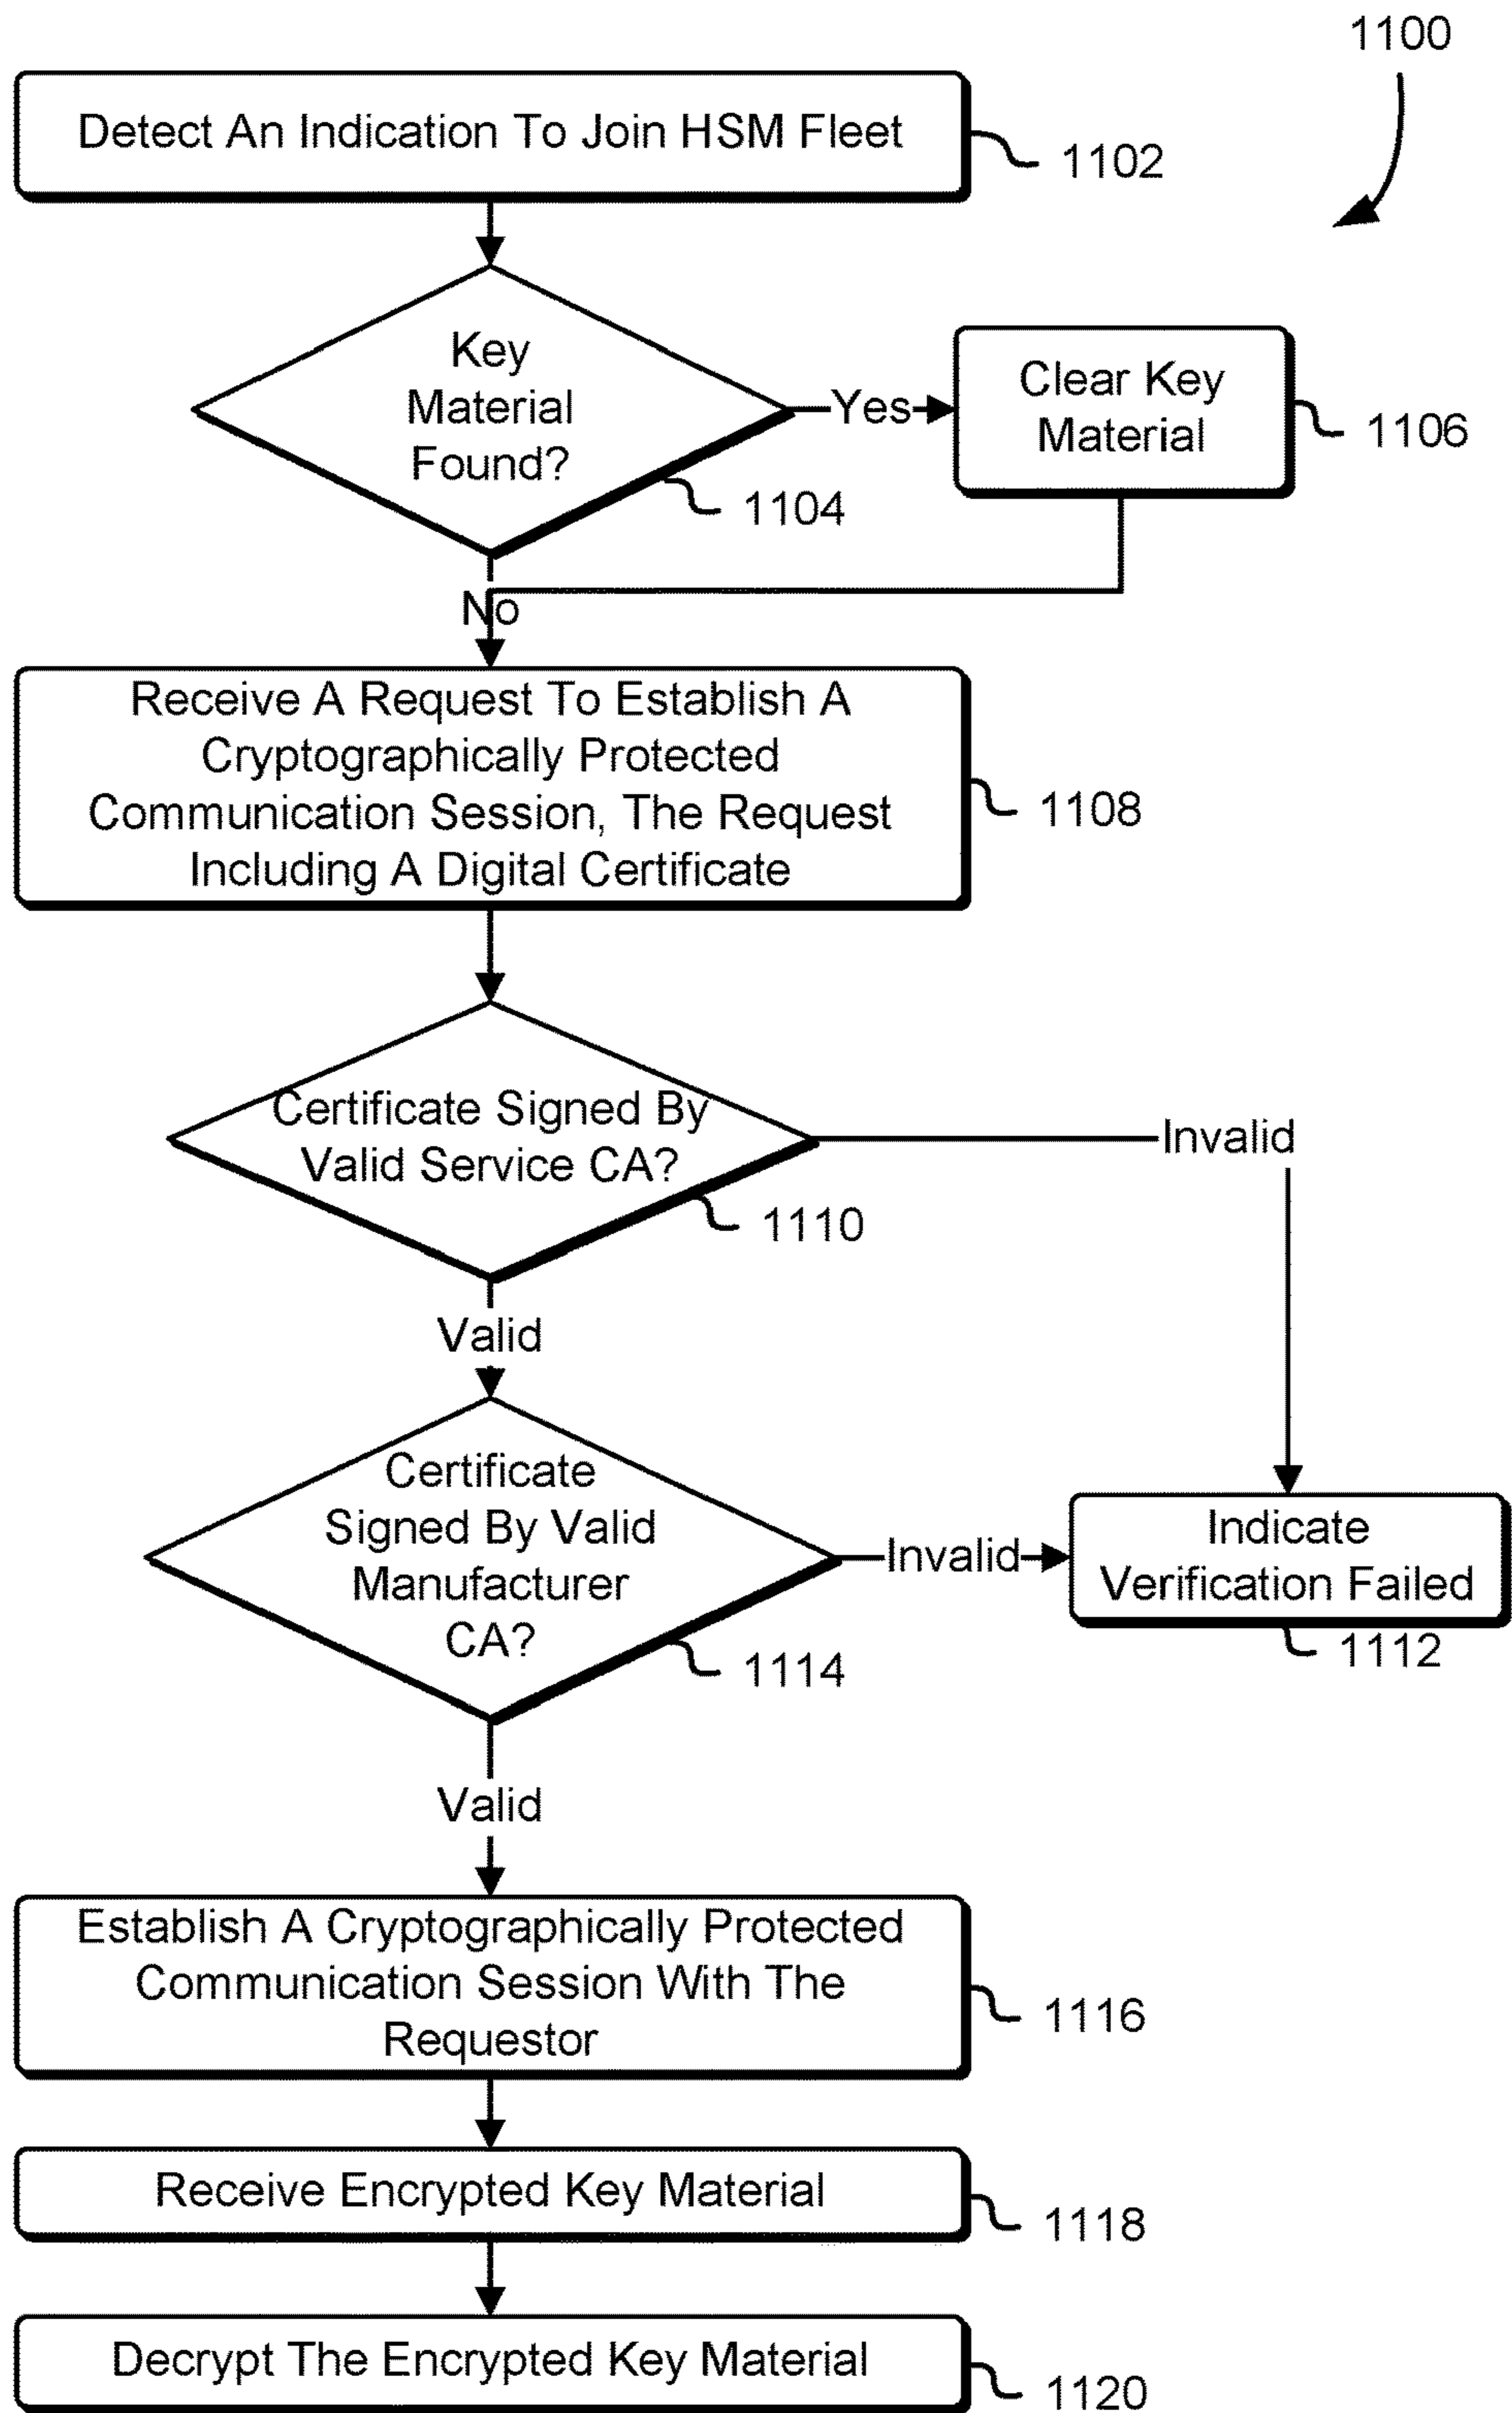 1100
Detect An Indication To Join HSM Fleet
1102
Key
Material
Found?
Yes
1104
Clear Key
Material
1106
No
Receive A Request To Establish A
Cryptographically Protected
Communication Session, The Request
Including A Digital Certificate
1108
Certificate Signed By
Valid Service CA?
1110
Invalid
Valid
Certificate
Signed By Valid
Manufacturer
CA?
1114
Invalid
Indicate
Verification Failed
1112
Valid
Establish A Cryptographically Protected
Communication Session With The
Requestor
1116
Receive Encrypted Key Material
1118
Decrypt The Encrypted Key Material
1120